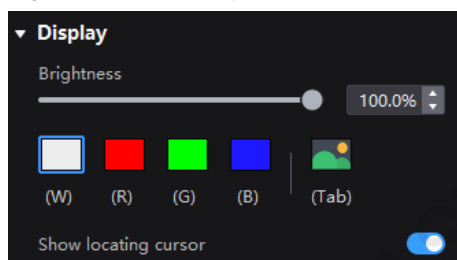 Display
Brightness
100.0%
(W) (R) (G) (B) (Tab)
Show locating cursor